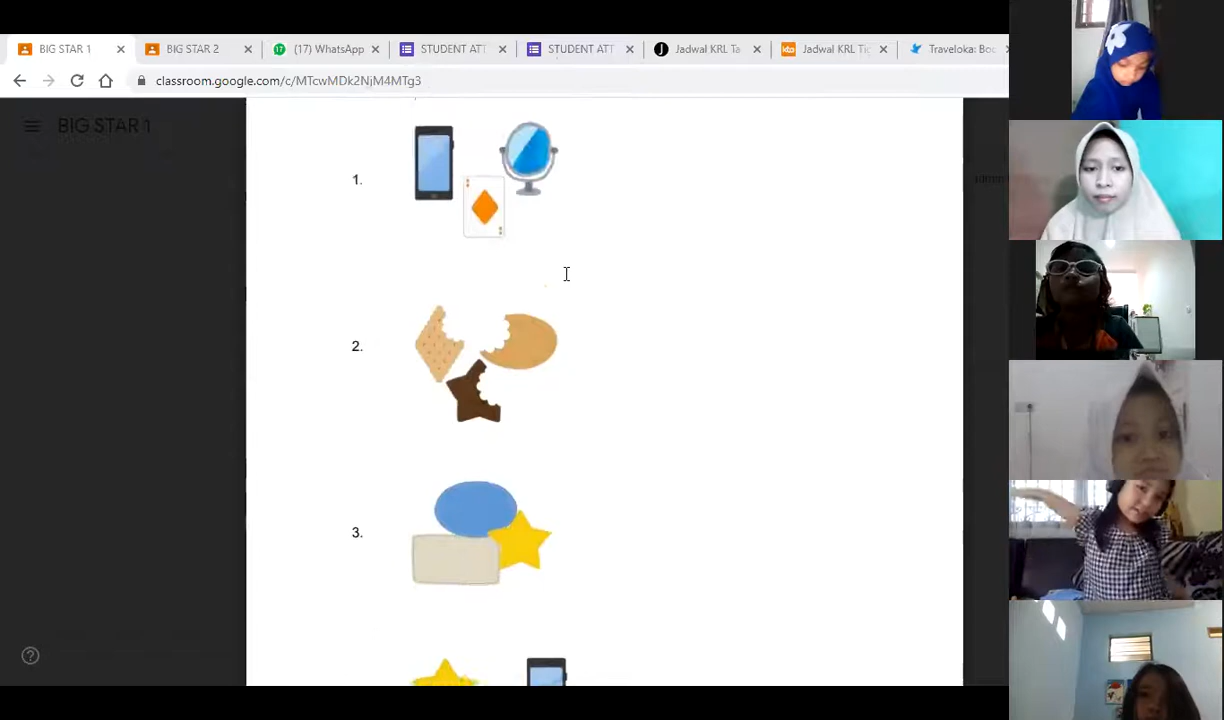 BIG STAR 1
BIG STAR 2
(17) WhatsApp
STUDENT ATT
STUDENT ATT
Jadwal KRL Ta
Jadwal KRL Tig
Traveloka: Boo
classroom.google.com/c/MTcwMDk2NjM4MTg3
BIG STAR 1
1.
2.
3.